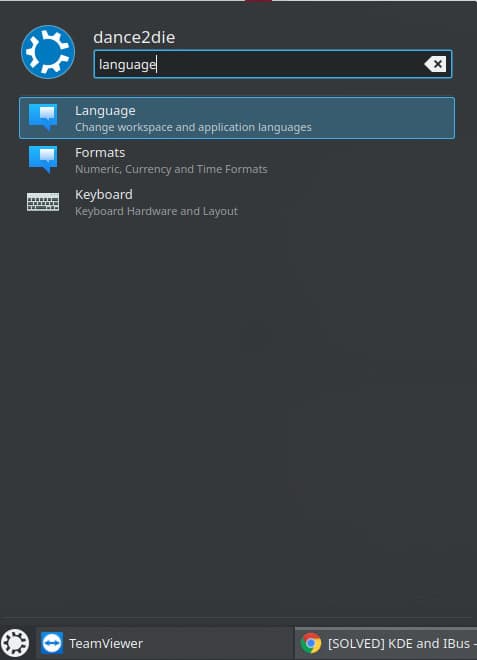 dance2die
language
Language
Change workspace and application languages
Formats
Numeric, Currency and Time Formats
Keyboard
Keyboard Hardware and Layout
TeamViewer
[SOLVED] KDE and IBus -